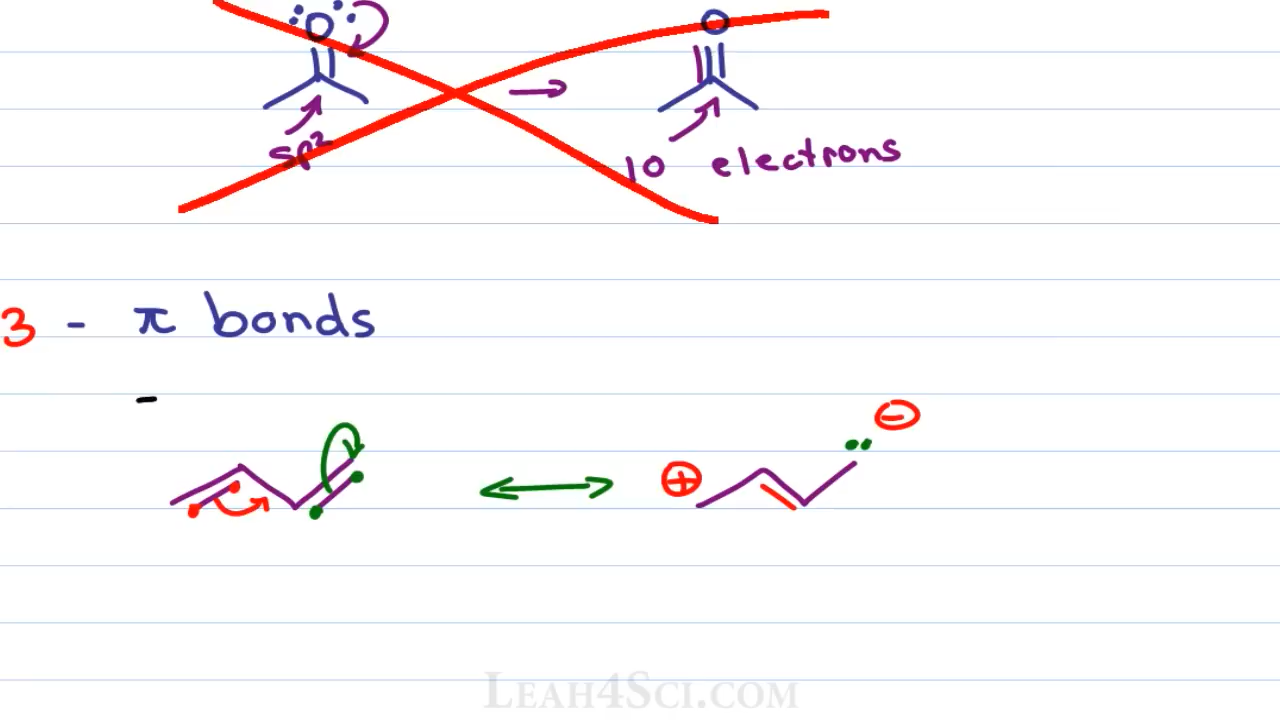 O O
sp²
10 electrons
3 - π bonds
-
⊕ ⊖
LEAH4SCI.COM